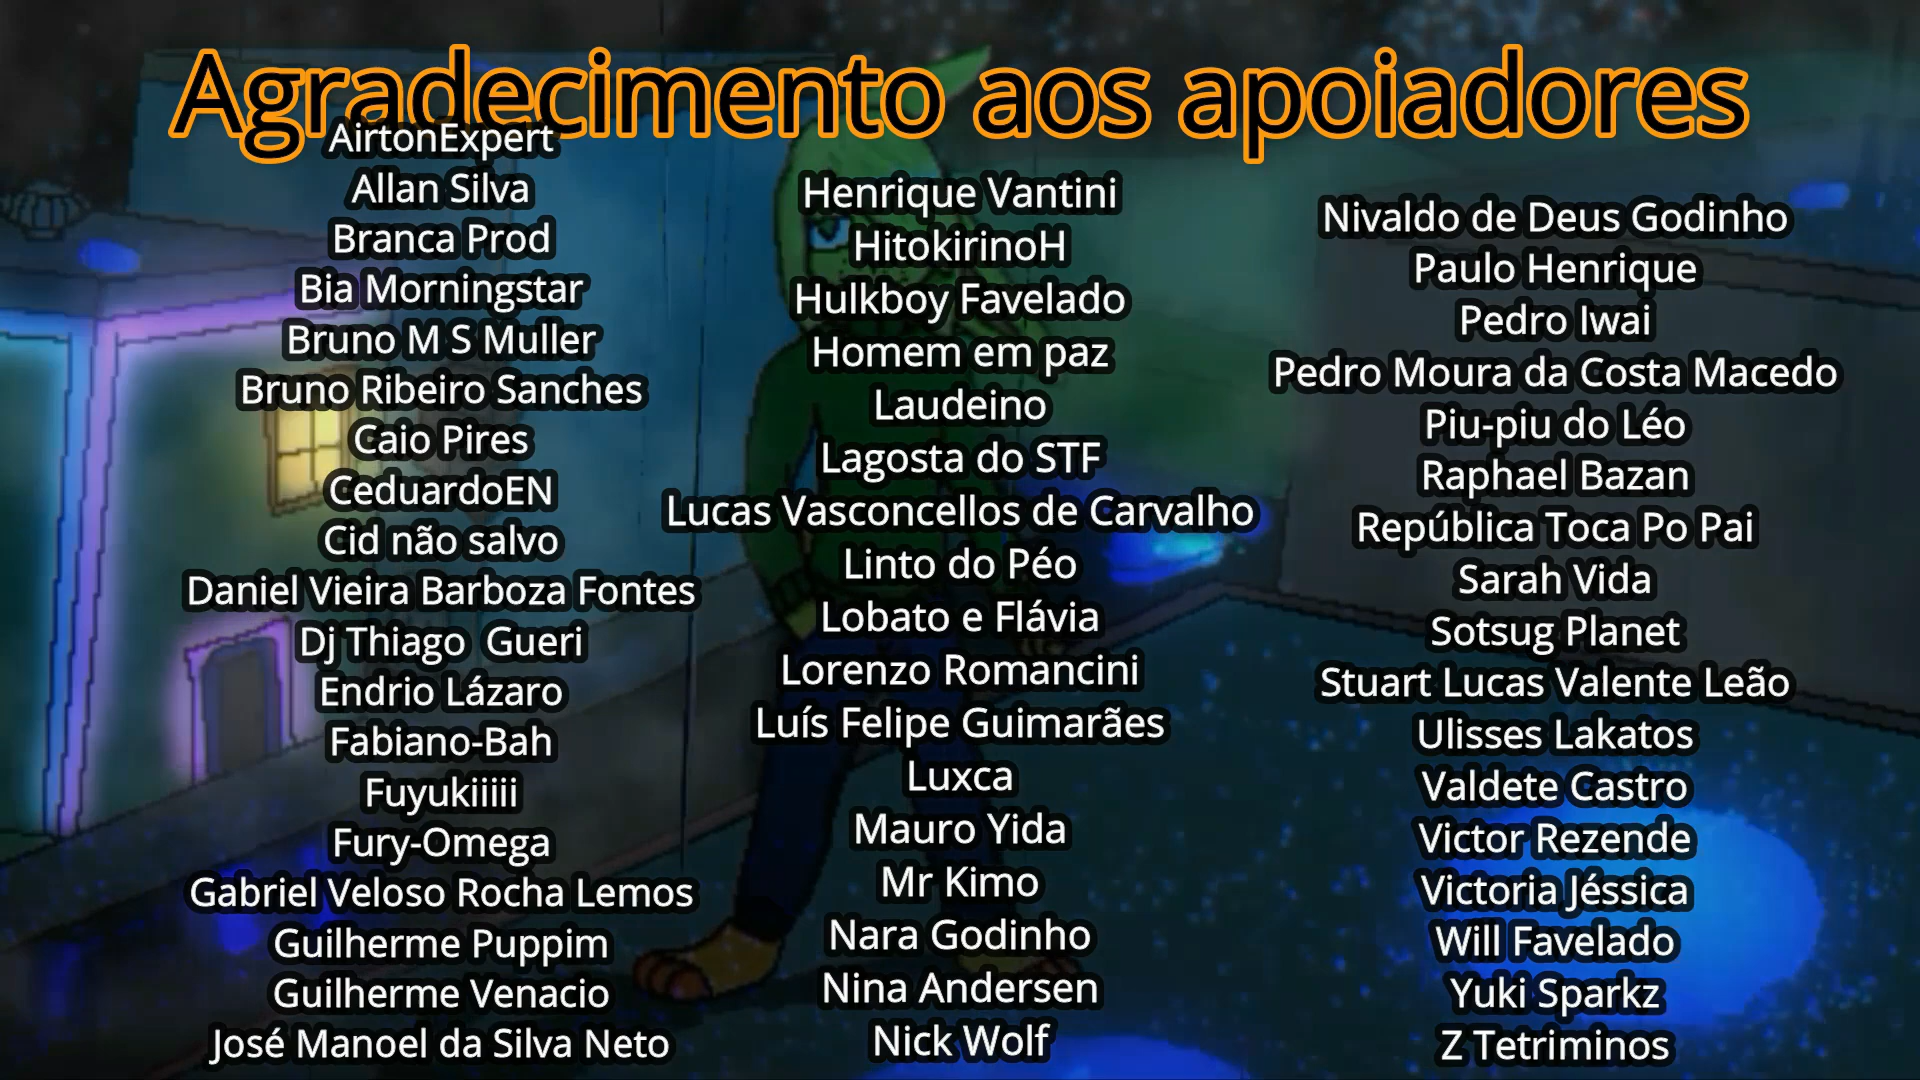 Agradecimento aos apoiadores
AirtonExpert
Allan Silva
Branca Prod
Bia Morningstar
Bruno M S Muller
Bruno Ribeiro Sanches
Caio Pires
CeduardoEN
Cid não salvo
Daniel Vieira Barboza Fontes
Dj Thiago  Gueri
Endrio Lázaro
Fabiano-Bah
Fuyukiiiii
Fury-Omega
Gabriel Veloso Rocha Lemos
Guilherme Puppim
Guilherme Venacio
José Manoel da Silva Neto
Henrique Vantini
HitokirinoH
Hulkboy Favelado
Homem em paz
Laudeino
Lagosta do STF
Lucas Vasconcellos de Carvalho
Linto do Péo
Lobato e Flávia
Lorenzo Romancini
Luís Felipe Guimarães
Luxca
Mauro Yida
Mr Kimo
Nara Godinho
Nina Andersen
Nick Wolf
Nivaldo de Deus Godinho
Paulo Henrique
Pedro Iwai
Pedro Moura da Costa Macedo
Piu-piu do Léo
Raphael Bazan
República Toca Po Pai
Sarah Vida
Sotsug Planet
Stuart Lucas Valente Leão
Ulisses Lakatos
Valdete Castro
Victor Rezende
Victoria Jéssica
Will Favelado
Yuki Sparkz
Z Tetriminos